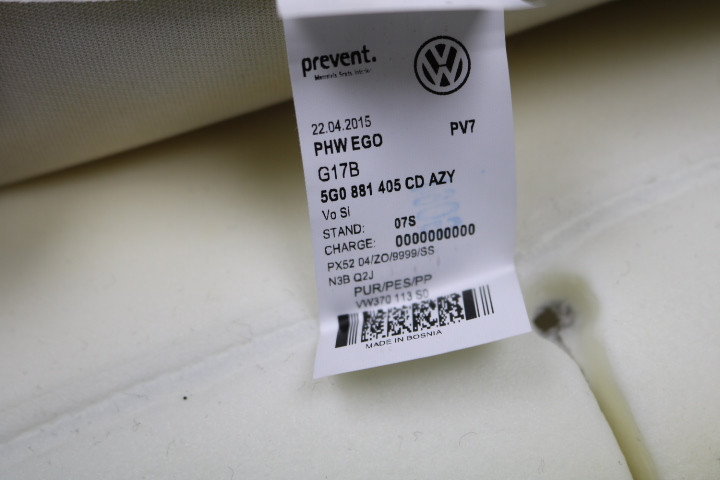 prevent.
22.04.2015
PHW EGO PV7
G17B
5G0 881 405 CD AZY
Vo Si
STAND: 07S
CHARGE: 0000000000
PX52 04/ZO/9999/SS
N3B Q2J
PUR/PES/PP
VW370 113 S0
MADE IN BOSNIA